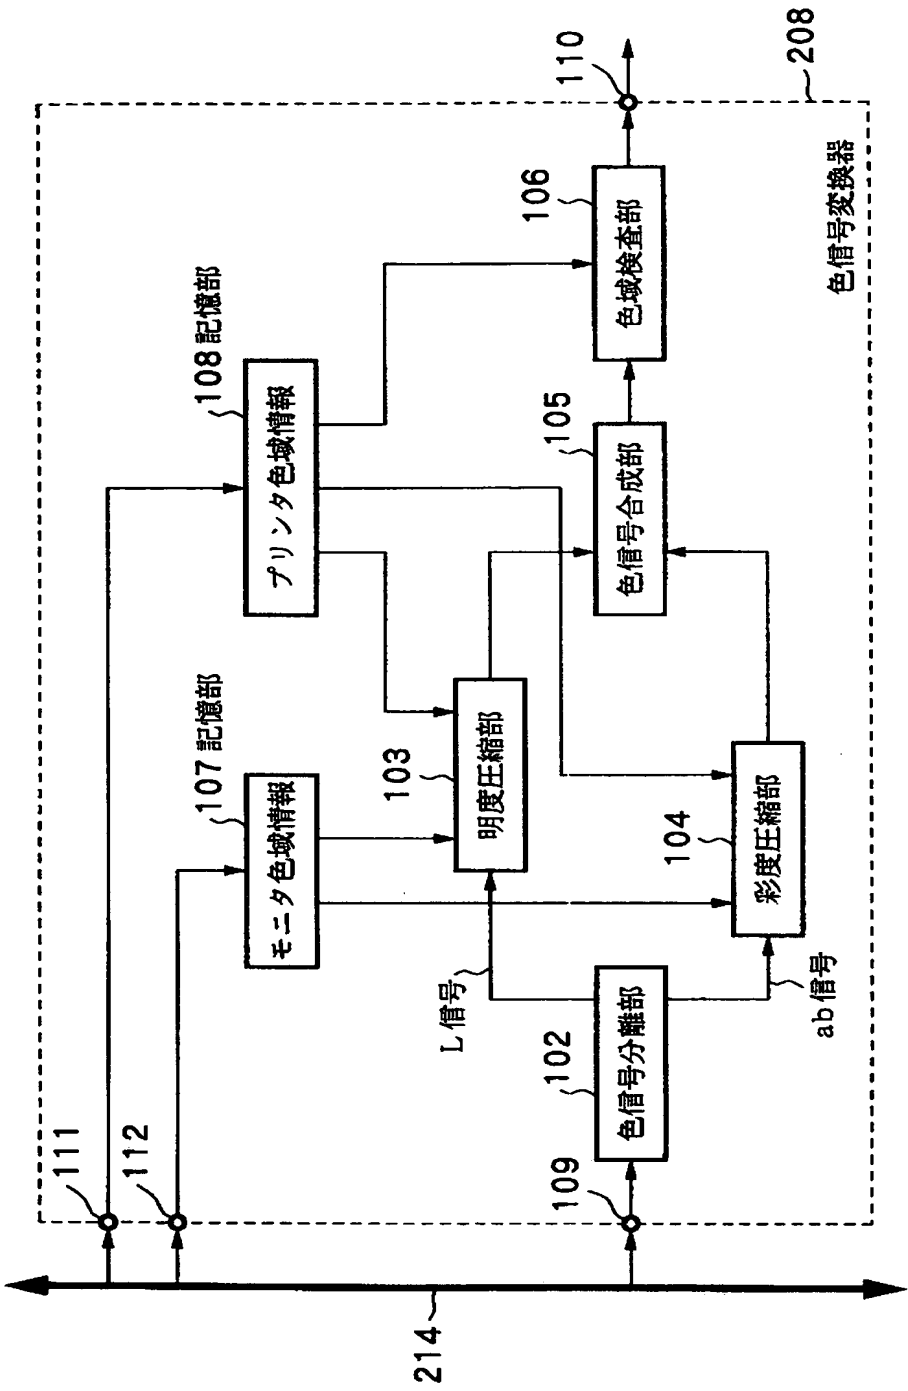 111
112
109
214
107 記憶部
モニタ色域情報
108 記憶部
プリンタ色域情報
L信号
103
明度圧縮部
102
色信号分離部
ab信号
104
彩度圧縮部
105
色信号合成部
106
色域検査部
110
色信号変換器
208